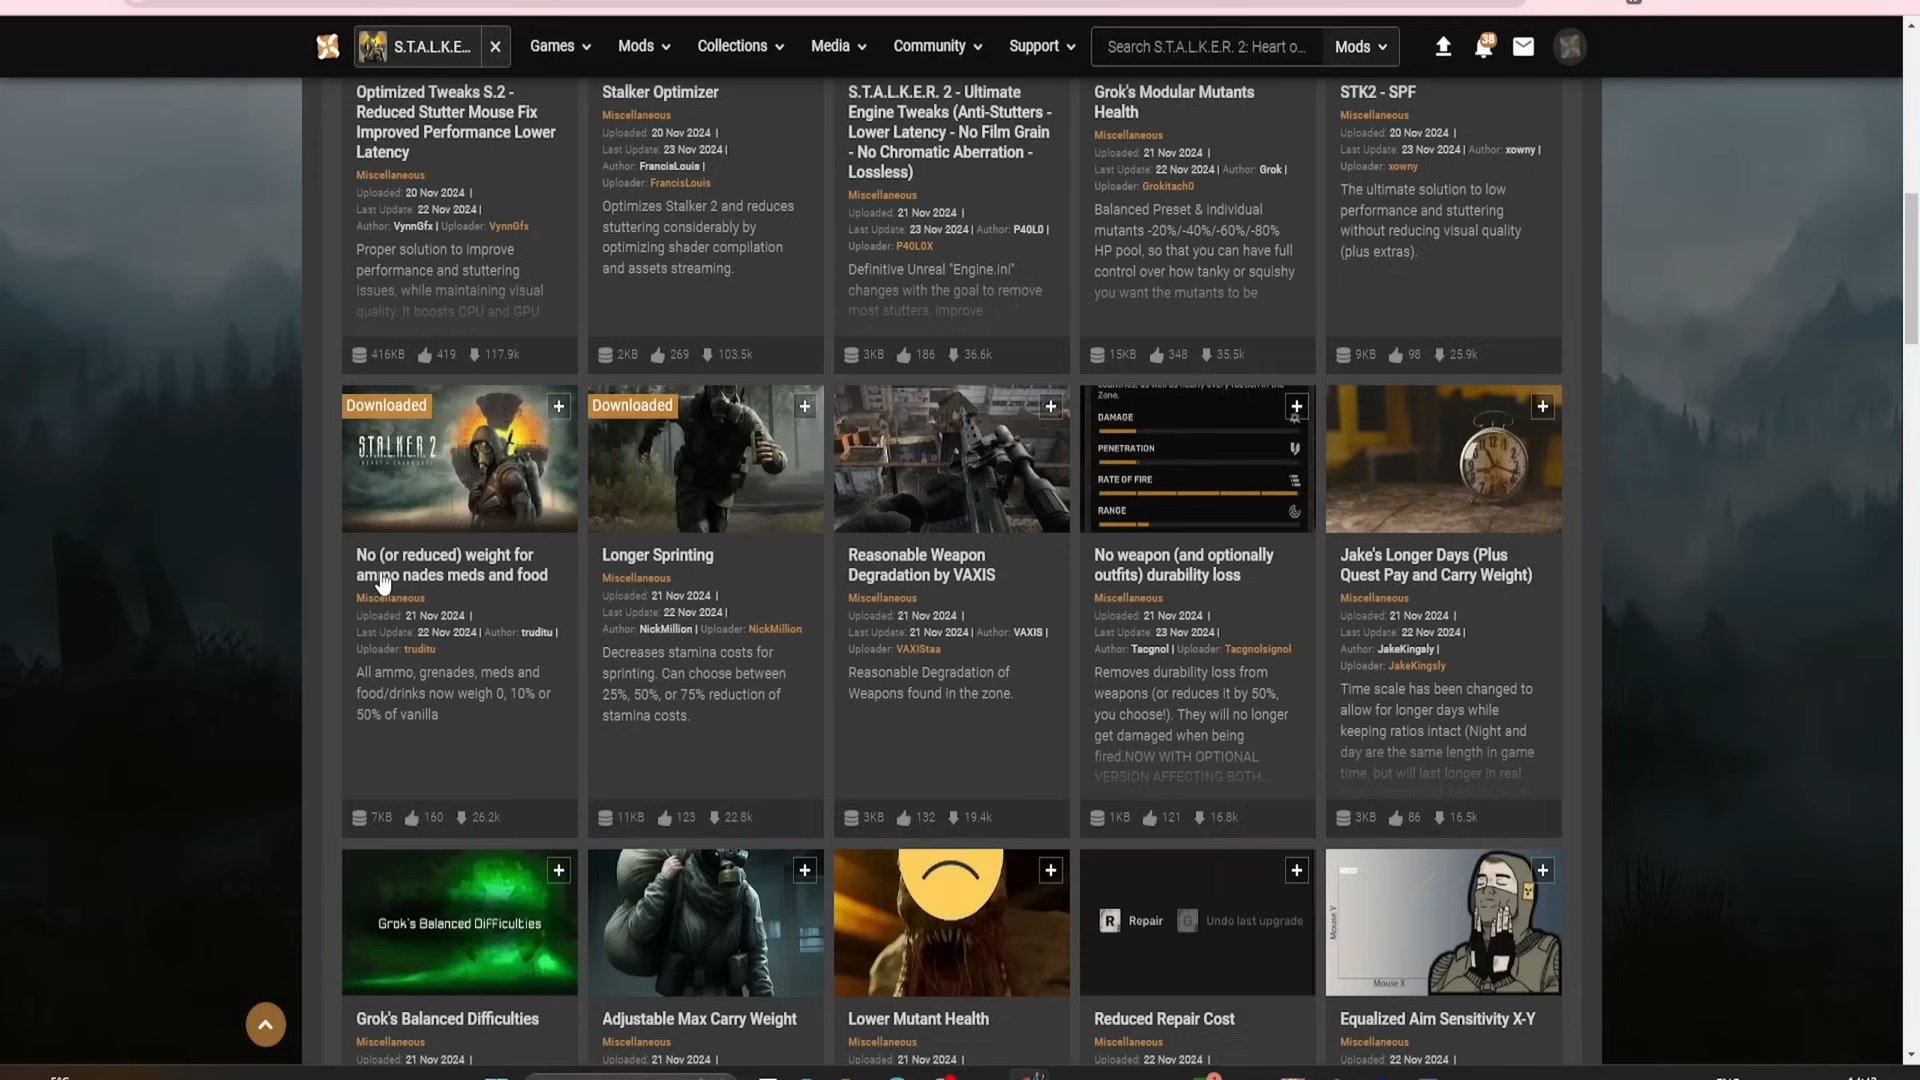 S.T.A.L.K.E... Games Mods Collections Media Community Support Search S.T.A.L.K.E.R. 2: Heart o... Mods 38
Optimized Tweaks S.2 -
Reduced Stutter Mouse Fix
Improved Performance Lower
Latency
Miscellaneous
Uploaded: 20 Nov 2024 |
Last Update: 22 Nov 2024 |
Author: VynnGfx | Uploader: VynnGfx
Proper solution to improve
performance and stuttering
issues, while maintaining visual
quality. It boosts CPU and GPU
416KB 419 117.9k
Stalker Optimizer
Miscellaneous
Uploaded: 20 Nov 2024 |
Last Update: 23 Nov 2024 |
Author: FrancisLouis |
Uploader: FrancisLouis
Optimizes Stalker 2 and reduces
stuttering considerably by
optimizing shader compilation
and assets streaming.
2KB 269 103.5k
S.T.A.L.K.E.R. 2 - Ultimate
Engine Tweaks (Anti-Stutters -
Lower Latency - No Film Grain
- No Chromatic Aberration -
Lossless)
Miscellaneous
Uploaded: 21 Nov 2024 |
Last Update: 23 Nov 2024 | Author: P40L0 |
Uploader: P40L0X
Definitive Unreal "Engine.ini"
changes with the goal to remove
most stutters, improve
3KB 186 36.6k
Grok's Modular Mutants
Health
Miscellaneous
Uploaded: 21 Nov 2024 |
Last Update: 22 Nov 2024 | Author: Grok |
Uploader: Grokitach0
Balanced Preset & individual
mutants -20%/-40%/-60%/-80%
HP pool, so that you can have full
control over how tanky or squishy
you want the mutants to be
15KB 348 35.5k
STK2 - SPF
Miscellaneous
Uploaded: 20 Nov 2024 |
Last Update: 23 Nov 2024 | Author: xowny |
Uploader: xowny
The ultimate solution to low
performance and stuttering
without reducing visual quality
(plus extras).
9KB 98 25.9k
Downloaded
S.T.A.L.K.E.R. 2
No (or reduced) weight for
ammo nades meds and food
Miscellaneous
Uploaded: 21 Nov 2024 |
Last Update: 22 Nov 2024 | Author: truditu |
Uploader: truditu
All ammo, grenades, meds and
food/drinks now weigh 0, 10% or
50% of vanilla
7KB 160 26.2k
Downloaded
Longer Sprinting
Miscellaneous
Uploaded: 21 Nov 2024 |
Last Update: 22 Nov 2024 |
Author: NickMillion | Uploader: NickMillion
Decreases stamina costs for
sprinting. Can choose between
25%, 50%, or 75% reduction of
stamina costs.
11KB 123 22.8k
Reasonable Weapon
Degradation by VAXIS
Miscellaneous
Uploaded: 21 Nov 2024 |
Last Update: 21 Nov 2024 | Author: VAXIS |
Uploader: VAXIStaa
Reasonable Degradation of
Weapons found in the zone.
3KB 132 19.4k
Zone.
DAMAGE
PENETRATION
RATE OF FIRE
RANGE
No weapon (and optionally
outfits) durability loss
Miscellaneous
Uploaded: 21 Nov 2024 |
Last Update: 23 Nov 2024 |
Author: Tacgnol | Uploader: Tacgnolsignol
Removes durability loss from
weapons (or reduces it by 50%,
you choose!). They will no longer
get damaged when being
fired.NOW WITH OPTIONAL
VERSION AFFECTING BOTH...
1KB 121 16.8k
Jake's Longer Days (Plus
Quest Pay and Carry Weight)
Miscellaneous
Uploaded: 21 Nov 2024 |
Last Update: 22 Nov 2024 |
Author: JakeKingsly |
Uploader: JakeKingsly
Time scale has been changed to
allow for longer days while
keeping ratios intact (Night and
day are the same length in game
time, but will last longer in real
3KB 86 16.5k
Grok's Balanced Difficulties
Grok's Balanced Difficulties
Miscellaneous
Uploaded: 21 Nov 2024 |
Adjustable Max Carry Weight
Miscellaneous
Uploaded: 21 Nov 2024 |
Lower Mutant Health
Miscellaneous
Uploaded: 21 Nov 2024 |
R Repair G Undo last upgrade
Reduced Repair Cost
Miscellaneous
Uploaded: 22 Nov 2024 |
Mouse Y
Mouse X
Equalized Aim Sensitivity X-Y
Miscellaneous
Uploaded: 22 Nov 2024 |